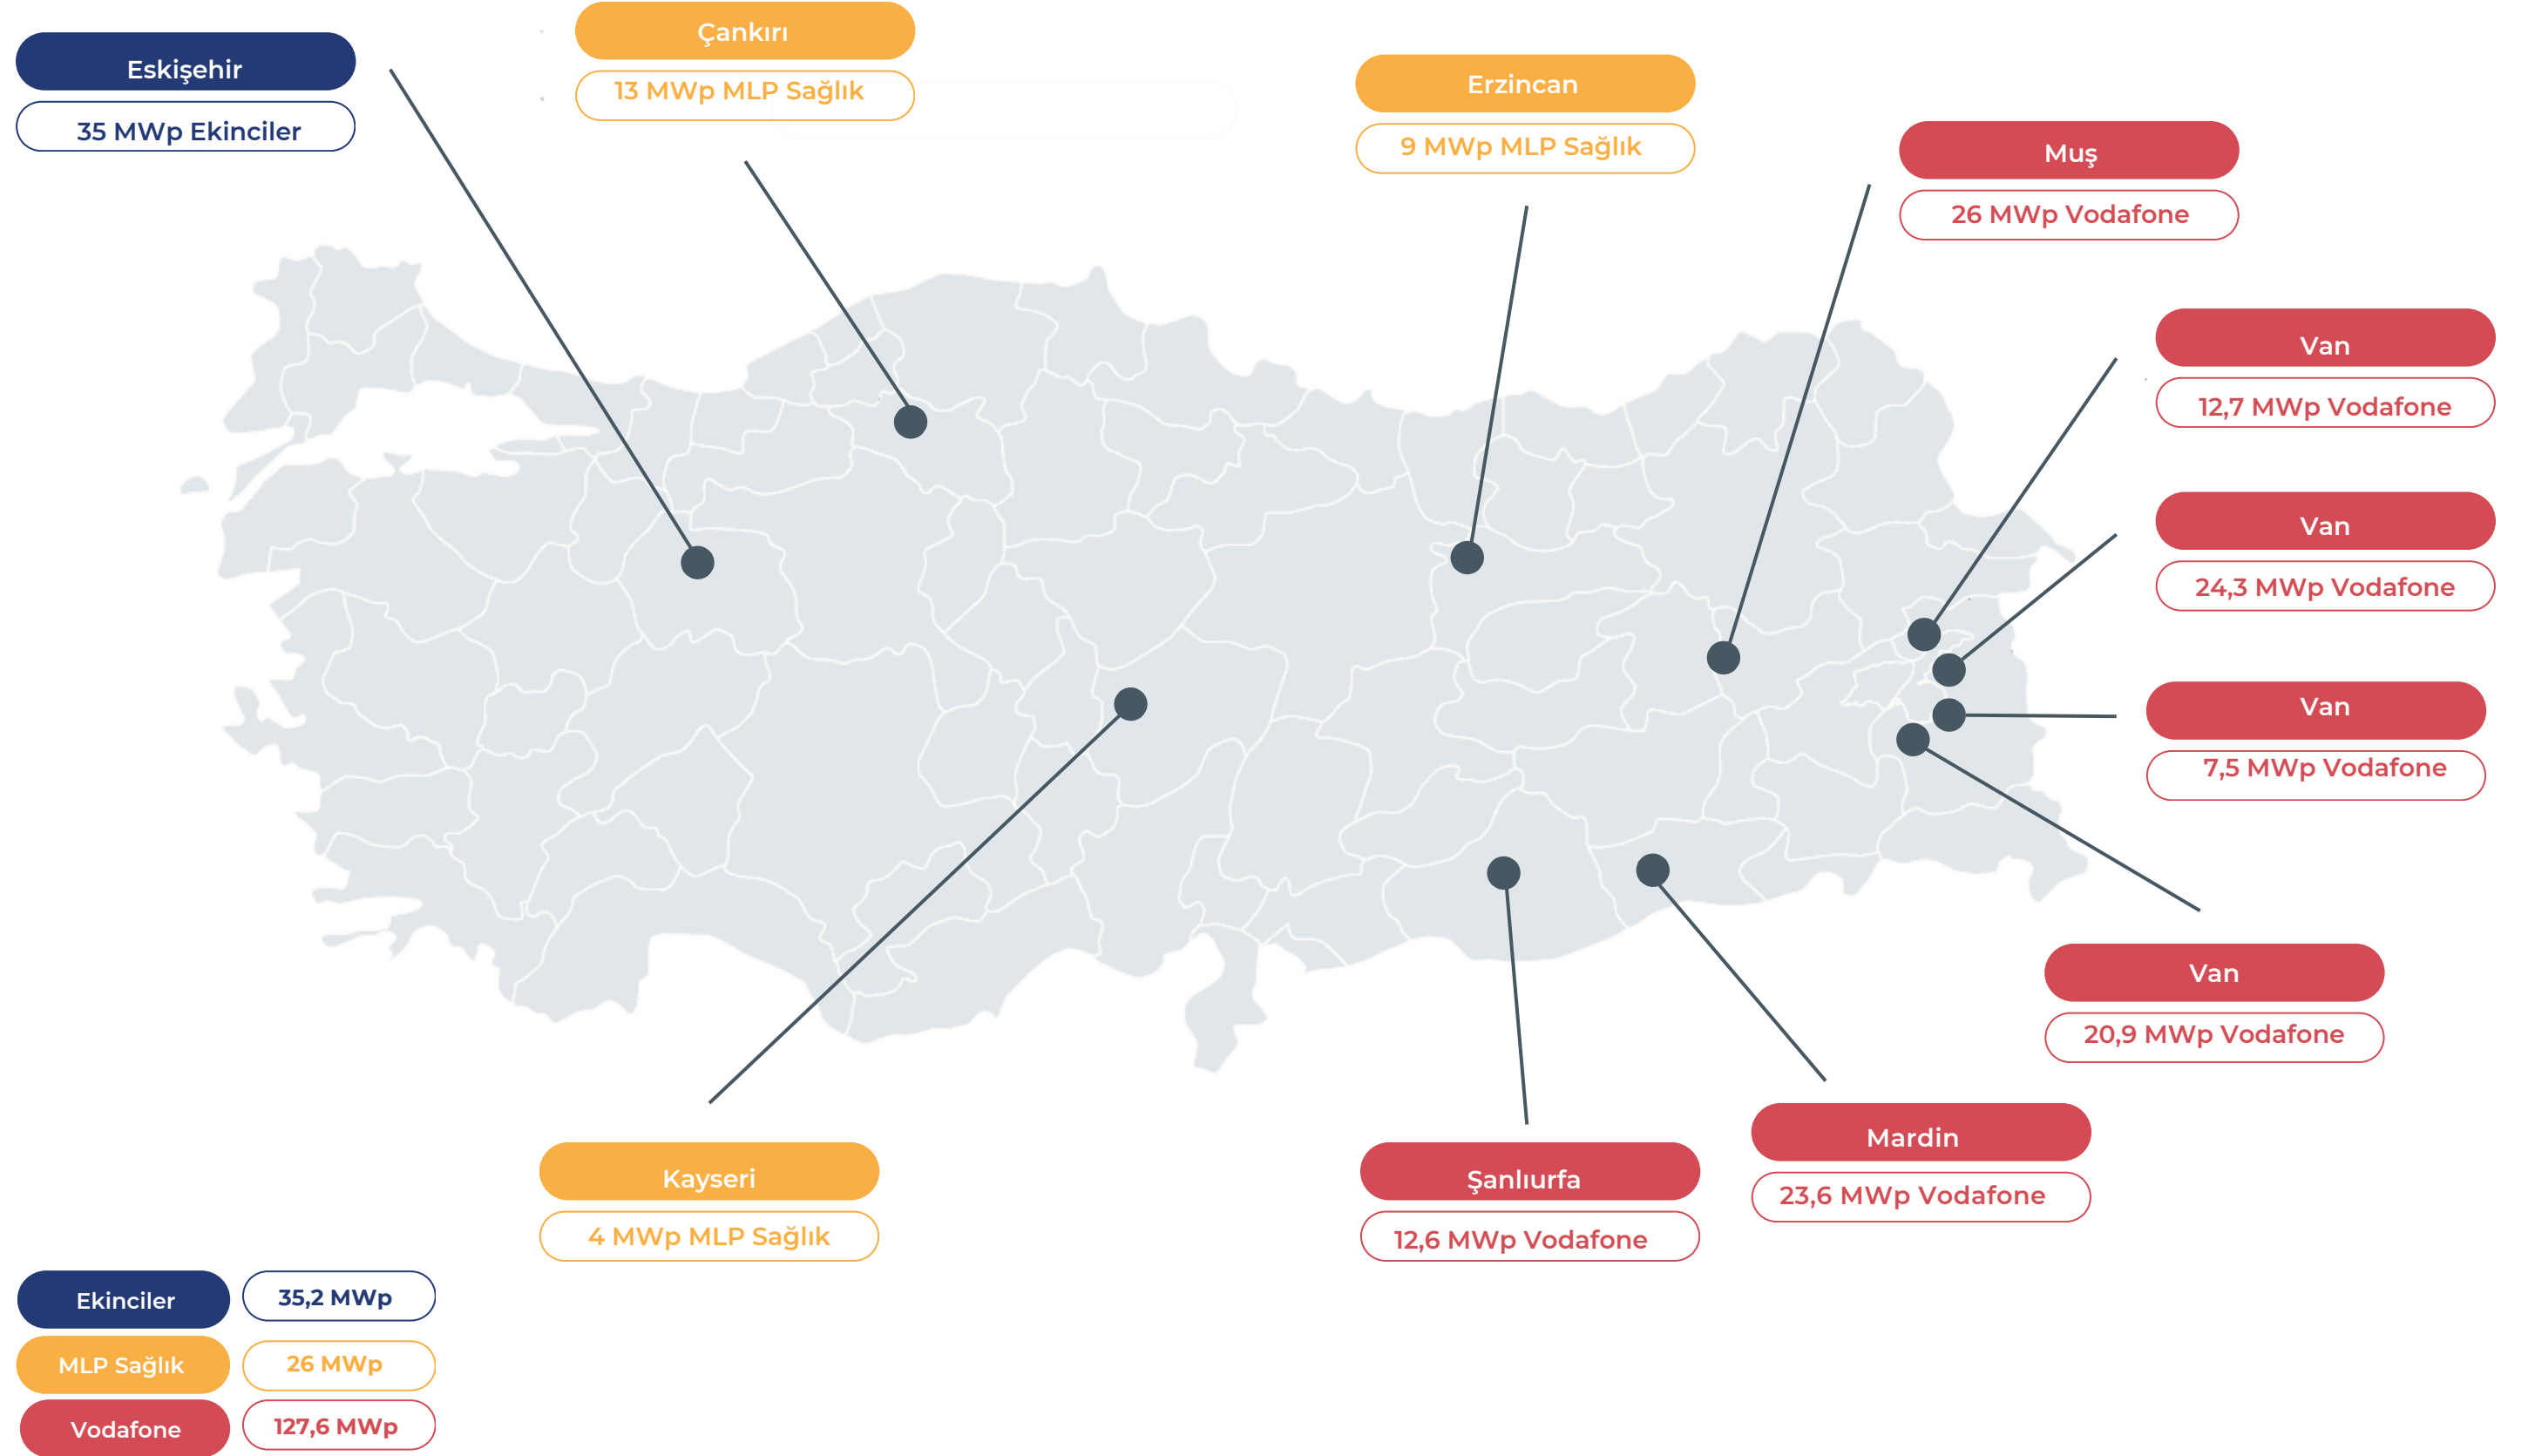 Eskişehir
35 MWp Ekinciler
Çankırı
13 MWp MLP Sağlık
Erzincan
9 MWp MLP Sağlık
Muş
26 MWp Vodafone
Van
12,7 MWp Vodafone
Van
24,3 MWp Vodafone
Van
7,5 MWp Vodafone
Van
20,9 MWp Vodafone
Mardin
23,6 MWp Vodafone
Şanlıurfa
12,6 MWp Vodafone
Kayseri
4 MWp MLP Sağlık
Ekinciler 35,2 MWp
MLP Sağlık 26 MWp
Vodafone 127,6 MWp